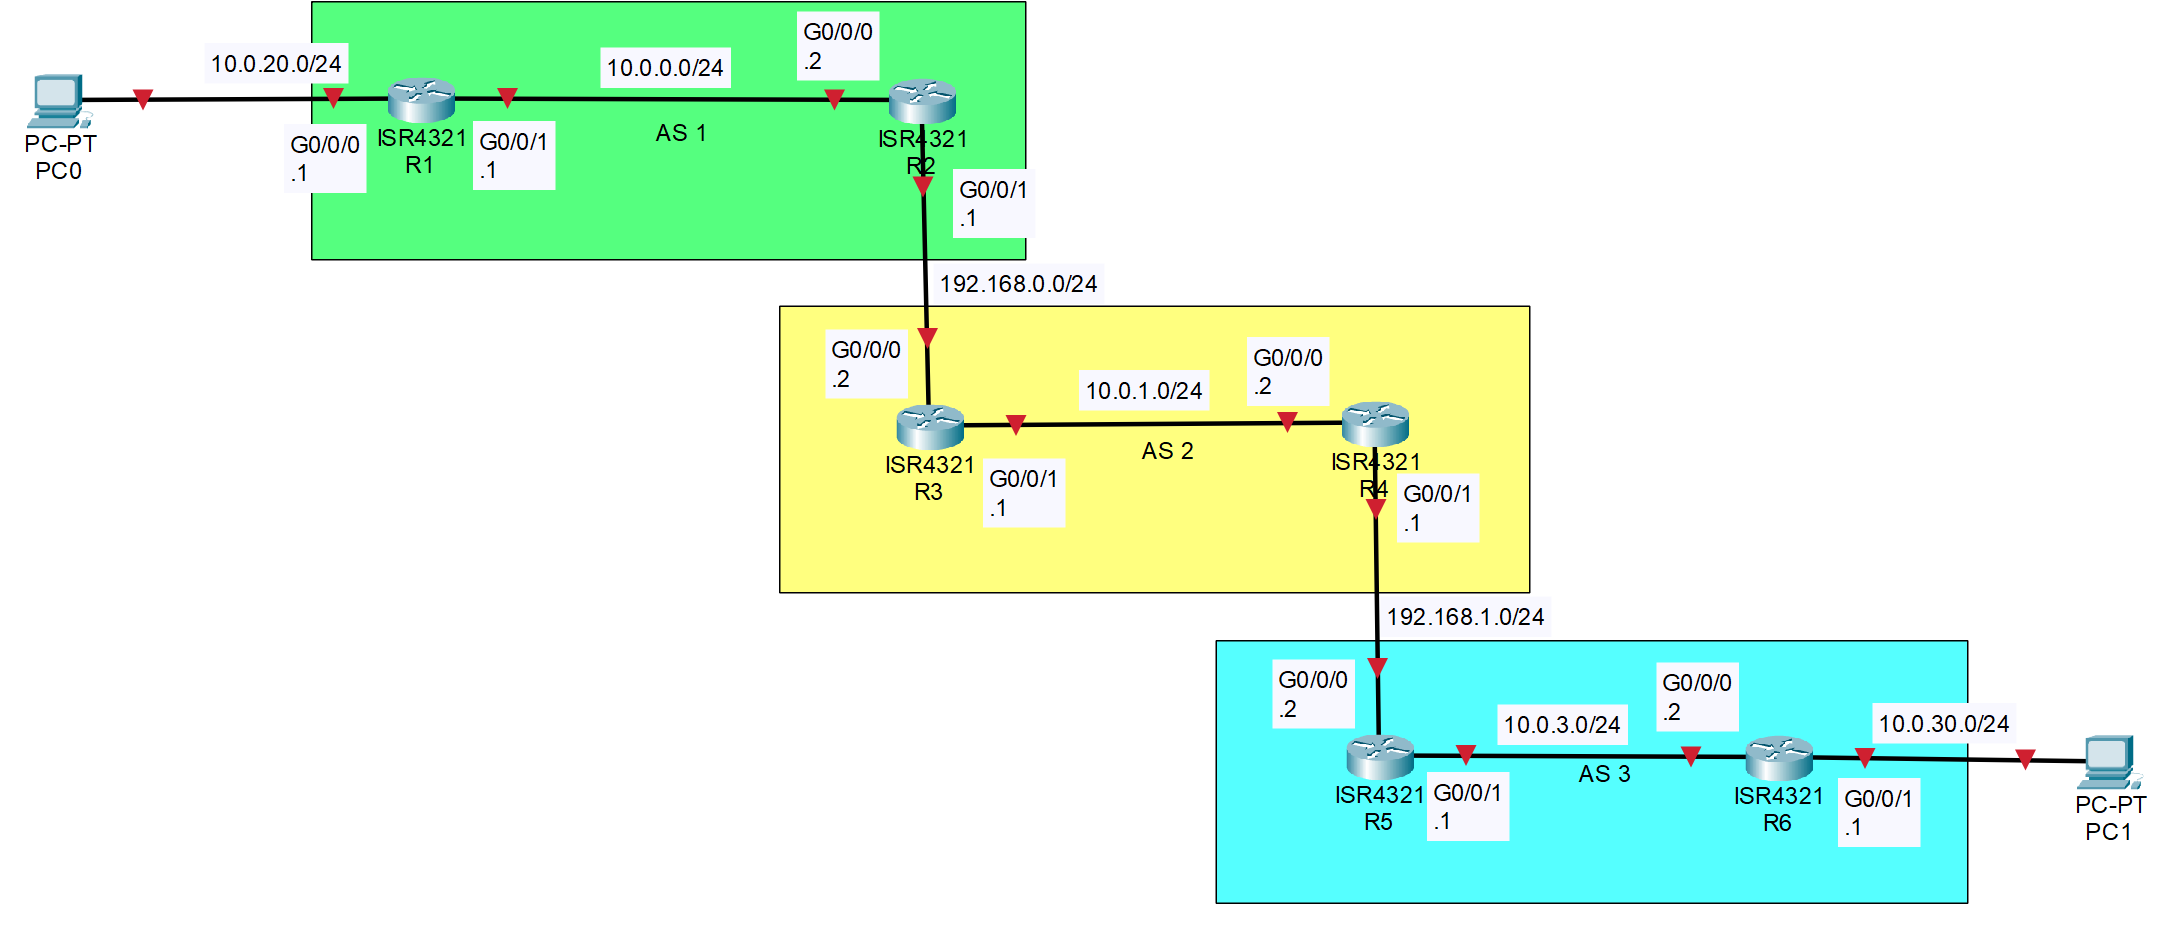 10.0.20.0/24
10.0.0.0/24
G0/0/0
.2
PC-PT
PC0
G0/0/0
.1
ISR4321
R1
G0/0/1
.1
AS 1
ISR4321
R2
G0/0/1
.1
192.168.0.0/24
G0/0/0
.2
10.0.1.0/24
G0/0/0
.2
ISR4321
R3
G0/0/1
.1
AS 2
ISR4321
R4
G0/0/1
.1
192.168.1.0/24
G0/0/0
.2
10.0.3.0/24
G0/0/0
.2
10.0.30.0/24
ISR4321
R5
G0/0/1
.1
AS 3
ISR4321
R6
G0/0/1
.1
PC-PT
PC1